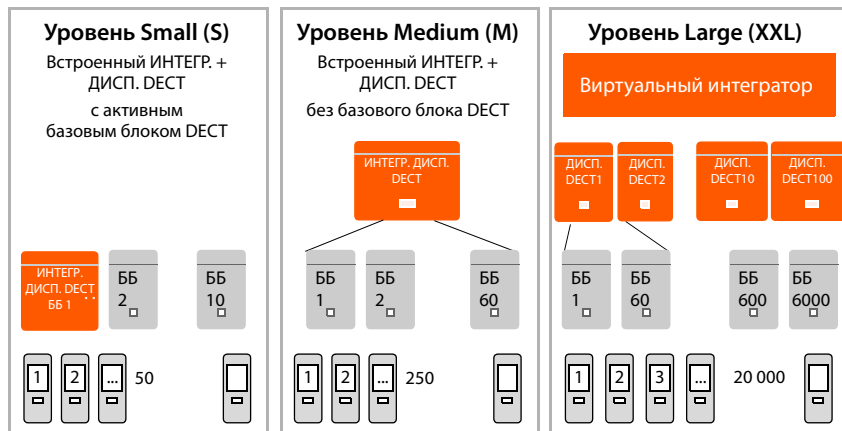 Уровень Small (S)
Встроенный ИНТЕГР. +
ДИСП. DECT
с активным
базовым блоком DECT
ИНТЕГР.
ДИСП. DECT
ББ 1
ББ
2
ББ
10
1
2
...
50
Уровень Medium (M)
Встроенный ИНТЕГР. +
ДИСП. DECT
без базового блока DECT
ИНТЕГР. ДИСП.
DECT
ББ
1
ББ
2
ББ
60
1
2
...
250
Уровень Large (XXL)
Виртуальный интегратор
ДИСП.
DECT1
ДИСП.
DECT2
ДИСП.
DECT10
ДИСП.
DECT100
ББ
1
ББ
60
ББ
600
ББ
6000
1
2
3
...
20 000